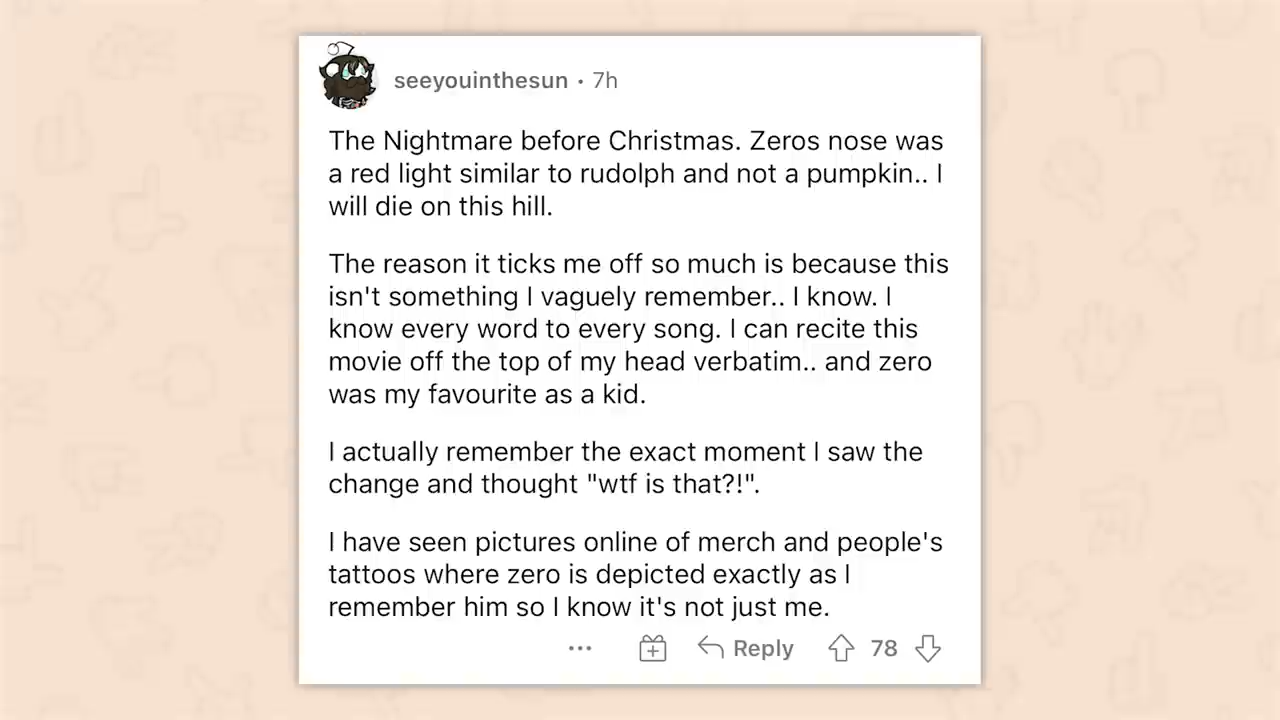 seeyouinthesun · 7h
The Nightmare before Christmas. Zeros nose was
a red light similar to rudolph and not a pumpkin.. I
will die on this hill.
The reason it ticks me off so much is because this
isn't something I vaguely remember.. I know. I
know every word to every song. I can recite this
movie off the top of my head verbatim.. and zero
was my favourite as a kid.
I actually remember the exact moment I saw the
change and thought "wtf is that?!".
I have seen pictures online of merch and people's
tattoos where zero is depicted exactly as I
remember him so I know it's not just me.
Reply 78